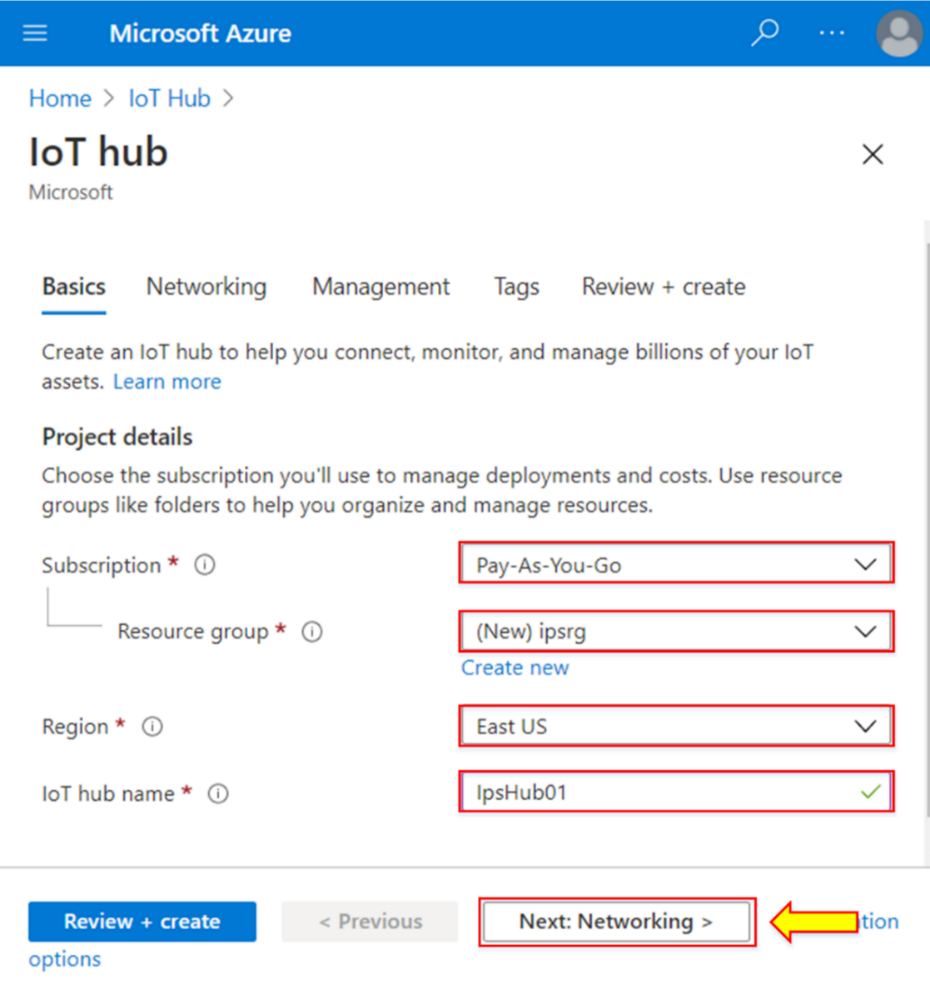 Microsoft Azure
Home > IoT Hub >
IoT hub
Microsoft
Basics Networking Management Tags Review + create
Create an IoT hub to help you connect, monitor, and manage billions of your IoT
assets. Learn more
Project details
Choose the subscription you'll use to manage deployments and costs. Use resource
groups like folders to help you organize and manage resources.
Subscription * Pay-As-You-Go
Resource group * (New) ipsrg
Create new
Region * East US
IoT hub name * IpsHub01
Review + create < Previous Next: Networking >
options